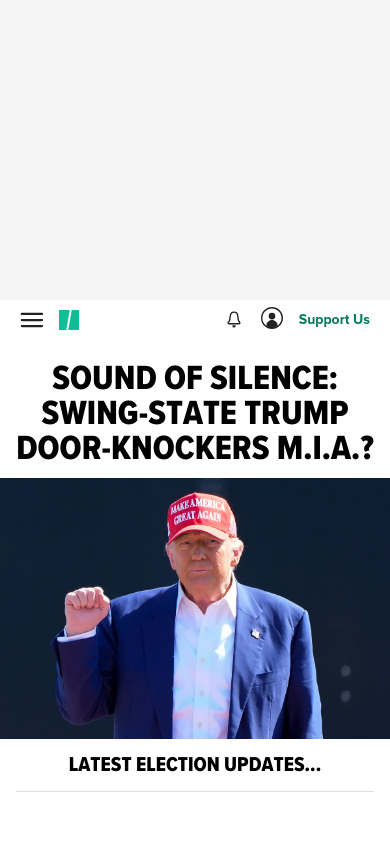 Support Us
SOUND OF SILENCE:
SWING-STATE TRUMP
DOOR-KNOCKERS M.I.A.?
MAKE AMERICA
GREAT AGAIN
LATEST ELECTION UPDATES...